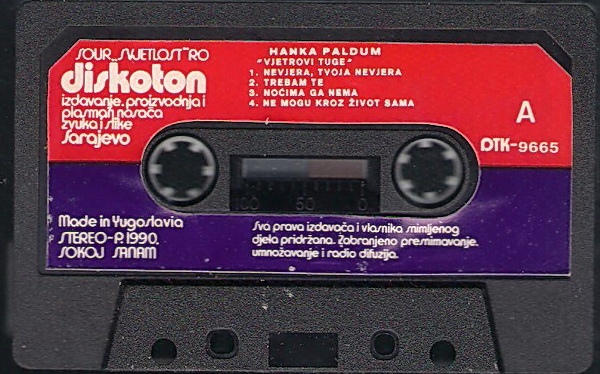 SOUR „SVJETLOST" RO
diskoton
izdavanje, proizvodnja i
plasman nosača
zvuka i slike
Sarajevo
HANKA PALDUM
"VJETROVI TUGE"
1. NEVJERA, TVOJA NEVJERA
2. TREBAM TE
3. NOĆIMA GA NEMA
4. NE MOGU KROZ ŽIVOT SAMA
A
DTK-9665
100 50 0
Made in Yugoslavia
STEREO-P. 1990.
SOKOJ SANAM
Sva prava izdavača i vlasnika snimljenog
djela pridržana. Zabranjeno presnimavanje,
umnožavanje i radio difuzija.